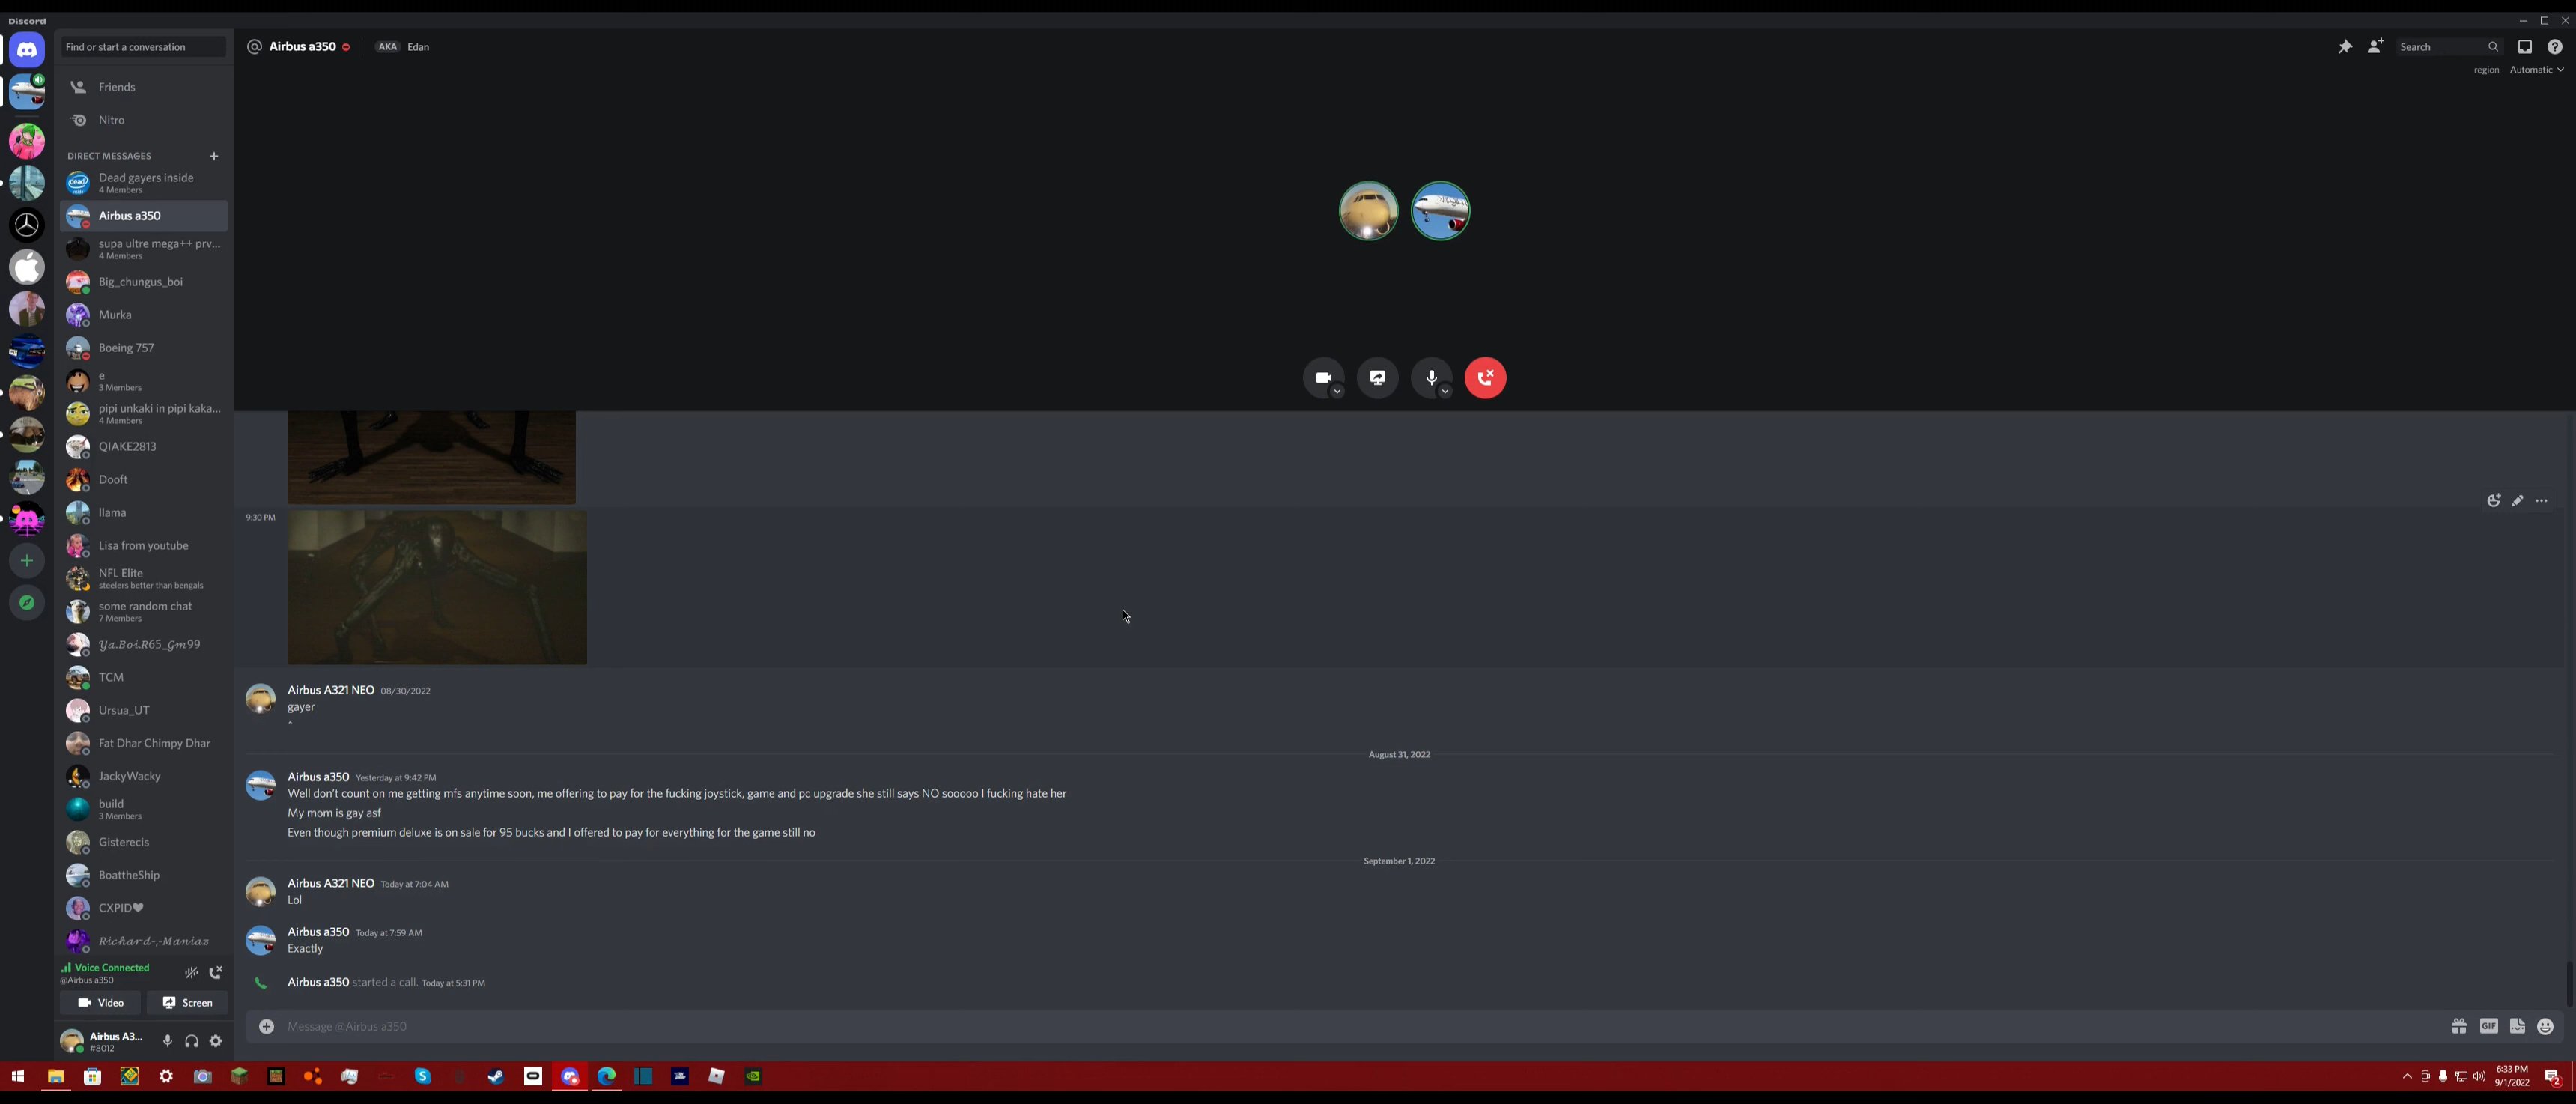 Discord
Find or start a conversation
@ Airbus a350 AKA Edan
Search
region Automatic
Friends
Nitro
DIRECT MESSAGES +
Dead gayers inside
4 Members
Airbus a350
supa ultre mega++ prv...
4 Members
Big_chungus_boi
Murka
Boeing 757
e
3 Members
pipi unkaki in pipi kaka...
4 Members
QIAKE2813
Dooft
llama
Lisa from youtube
NFL Elite
steelers better than bengals
some random chat
7 Members
𝓨𝓪.𝓑𝓸𝓲.𝓡65_𝓖𝓶99
TCM
Ursua_UT
Fat Dhar Chimpy Dhar
JackyWacky
build
3 Members
Gisterecis
BoattheShip
CXPID🖤
𝓡𝓲𝓬𝓱𝓪𝓻𝓭-,-𝓜𝓪𝓷𝓲𝓪𝔃
Voice Connected
@Airbus a350
Video Screen
Airbus A3...
#8012
9:30 PM
Airbus A321 NEO 08/30/2022
gayer
^
August 31, 2022
Airbus a350 Yesterday at 9:42 PM
Well don't count on me getting mfs anytime soon, me offering to pay for the fucking joystick, game and pc upgrade she still says NO sooooo I fucking hate her
My mom is gay asf
Even though premium deluxe is on sale for 95 bucks and I offered to pay for everything for the game still no
September 1, 2022
Airbus A321 NEO Today at 7:04 AM
Lol
Airbus a350 Today at 7:59 AM
Exactly
Airbus a350 started a call. Today at 5:31 PM
Message @Airbus a350
GIF
6:33 PM
9/1/2022
2